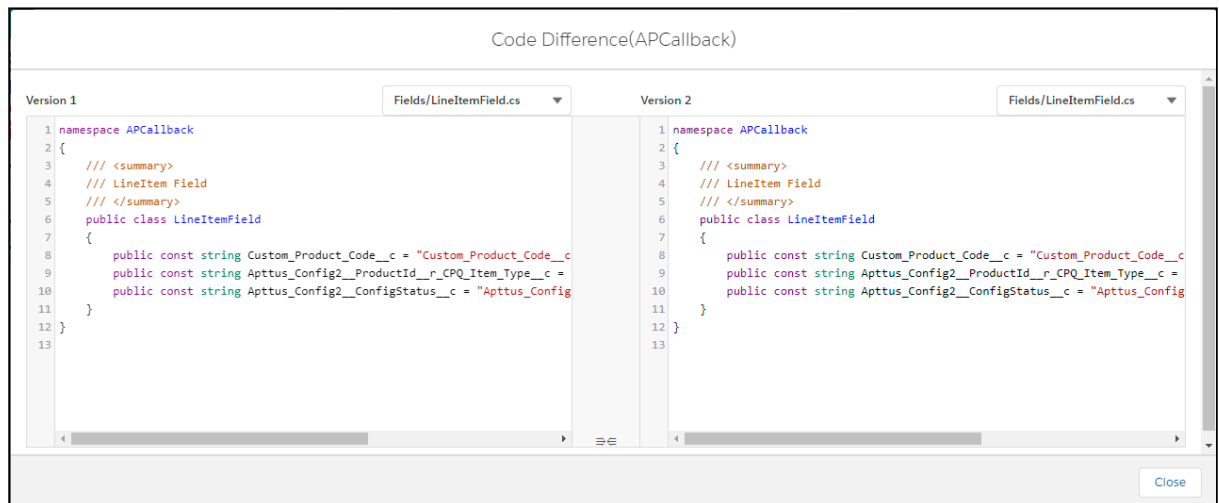 Code Difference(APCallback)
Version 1
Fields/LineItemField.cs
1 namespace APCallback
2 {
3 /// <summary>
4 /// LineItem Field
5 /// </summary>
6 public class LineItemField
7 {
8 public const string Custom_Product_Code__c = "Custom_Product_Code__c
9 public const string Apttus_Config2__ProductId__r_CPQ_Item_Type__c =
10 public const string Apttus_Config2__ConfigStatus__c = "Apttus_Config
11 }
12 }
13
Version 2
Fields/LineItemField.cs
1 namespace APCallback
2 {
3 /// <summary>
4 /// LineItem Field
5 /// </summary>
6 public class LineItemField
7 {
8 public const string Custom_Product_Code__c = "Custom_Product_Code__c
9 public const string Apttus_Config2__ProductId__r_CPQ_Item_Type__c =
10 public const string Apttus_Config2__ConfigStatus__c = "Apttus_Config
11 }
12 }
13
Close